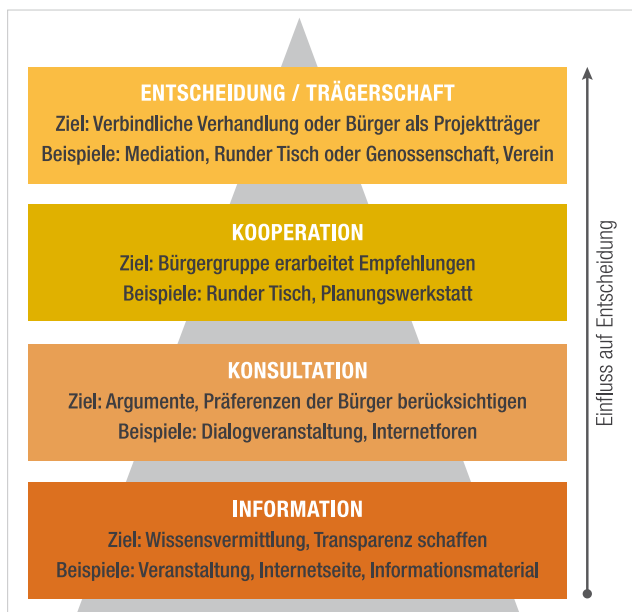 ENTSCHEIDUNG / TRÄGERSCHAFT
Ziel: Verbindliche Verhandlung oder Bürger als Projektträger
Beispiele: Mediation, Runder Tisch oder Genossenschaft, Verein
KOOPERATION
Ziel: Bürgergruppe erarbeitet Empfehlungen
Beispiele: Runder Tisch, Planungswerkstatt
KONSULTATION
Ziel: Argumente, Präferenzen der Bürger berücksichtigen
Beispiele: Dialogveranstaltung, Internetforen
INFORMATION
Ziel: Wissensvermittlung, Transparenz schaffen
Beispiele: Veranstaltung, Internetseite, Informationsmaterial
Einfluss auf Entscheidung